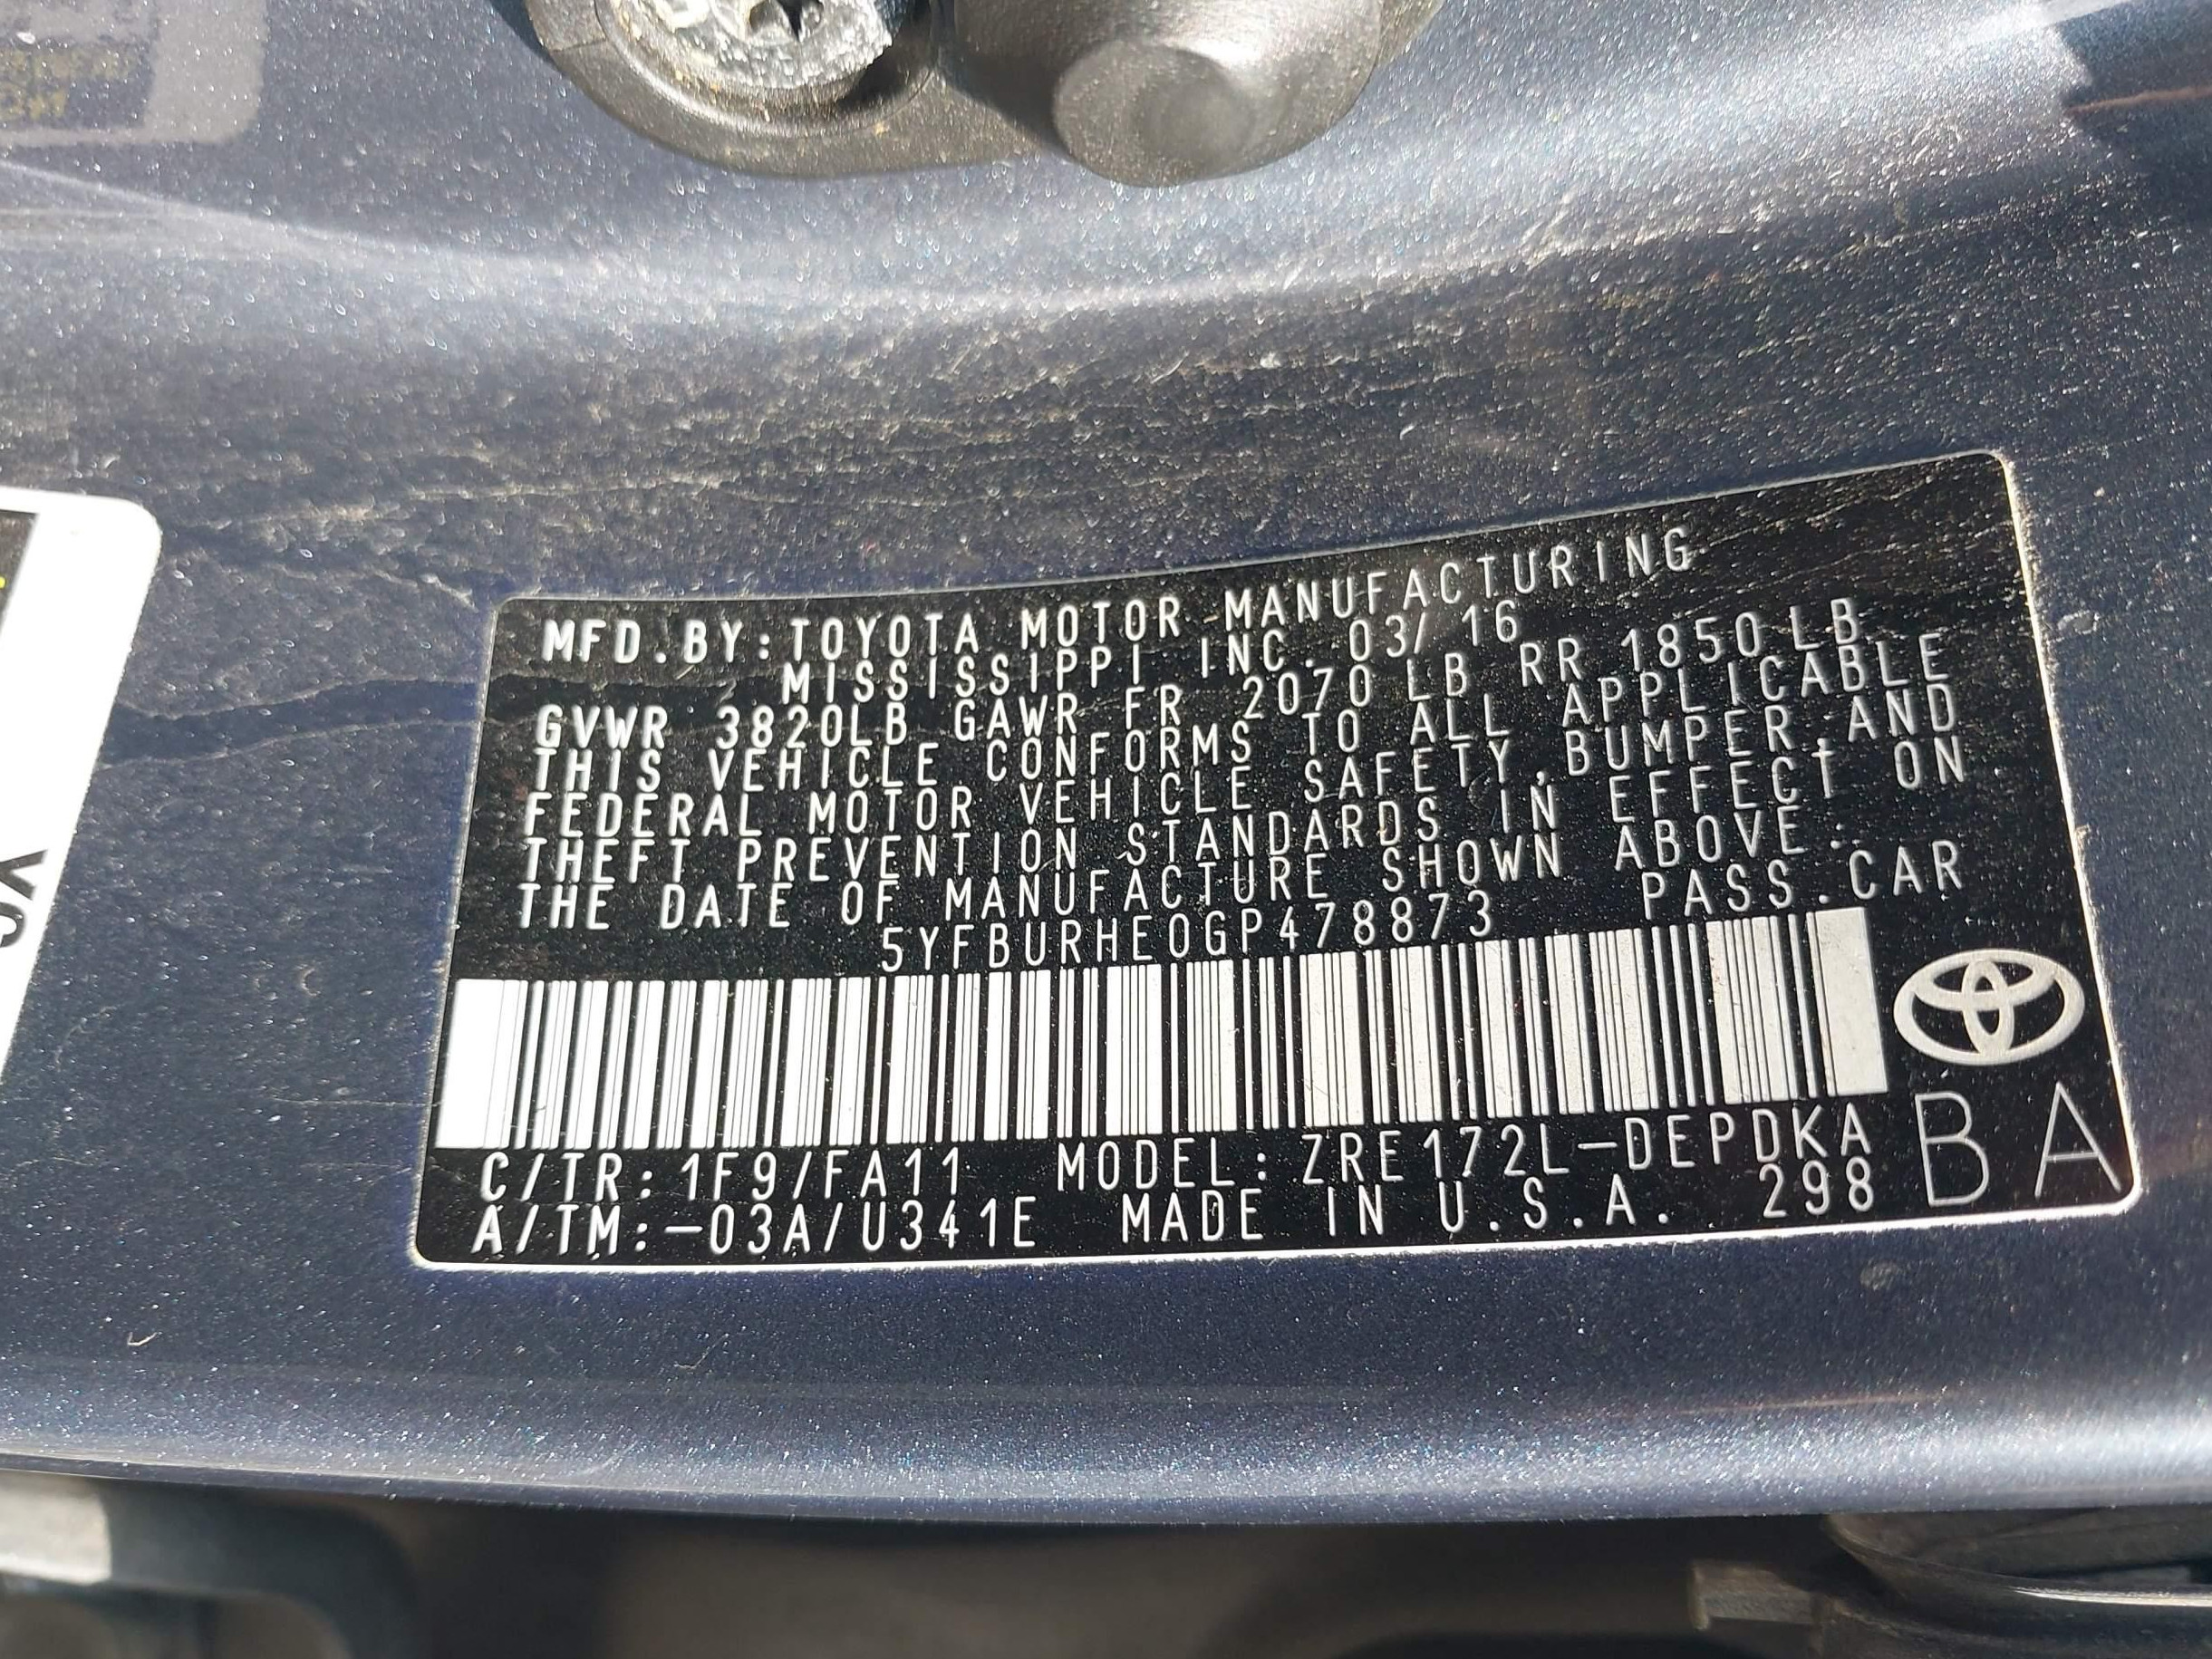 MFD.BY:TOYOTA MOTOR MANUFACTURING
MISSISSIPPI INC. 03/16
GVWR 3820LB GAWR FR 2070 LB RR 1850LB
THIS VEHICLE CONFORMS TO ALL APPLICABLE
FEDERAL MOTOR VEHICLE SAFETY,BUMPER,AND
THEFT PREVENTION STANDARDS IN EFFECT ON
THE DATE OF MANUFACTURE SHOWN ABOVE.
5YFBURHE0GP478873 PASS.CAR
C/TR:1F9/FA11 MODEL:ZRE172L-DEPDKA
A/TM:-03A/U341E MADE IN U.S.A. 298
BA